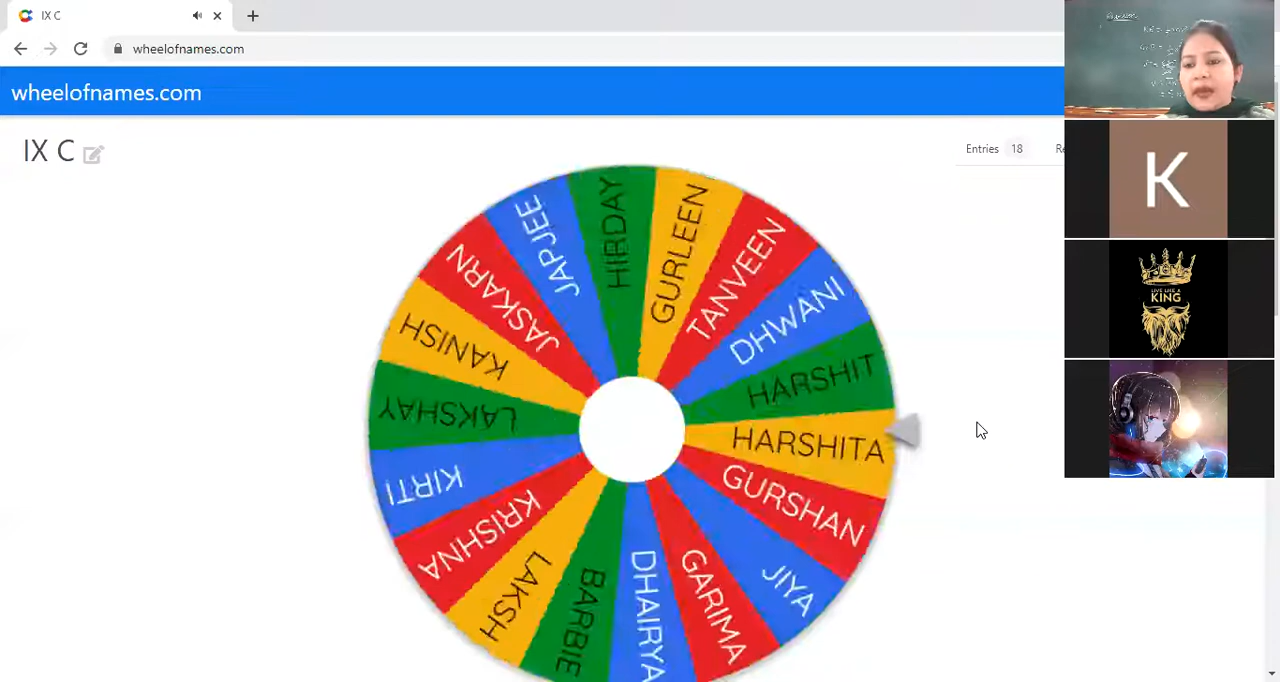 IX C
wheelofnames.com
wheelofnames.com
IX C
Entries 18
HIRDAY
GURLEEN
TANVEEN
DHWANI
HARSHIT
HARSHITA
GURSHAN
JIYA
GARIMA
DHAIRYA
BARBIE
LAKSH
KRISHNA
KIRTI
LAKSHAY
KANISH
JASKARN
JAPJEE
K
LIVE LIKE A
KING